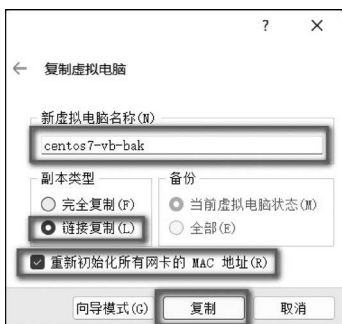 ?
← 复制虚拟电脑
新虚拟电脑名称(N)
centos7-vb-bak
副本类型
备份
完全复制(F)
当前虚拟电脑状态(M)
链接复制(L)
全部(E)
重新初始化所有网卡的 MAC 地址(R)
向导模式(G)
复制
取消